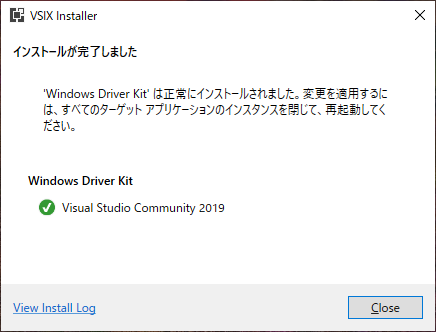 VSIX Installer
インストールが完了しました
'Windows Driver Kit' は正常にインストールされました。変更を適用するに
は、すべてのターゲット アプリケーションのインスタンスを閉じて、再起動してく
ださい。
Windows Driver Kit
Visual Studio Community 2019
View Install Log
Close